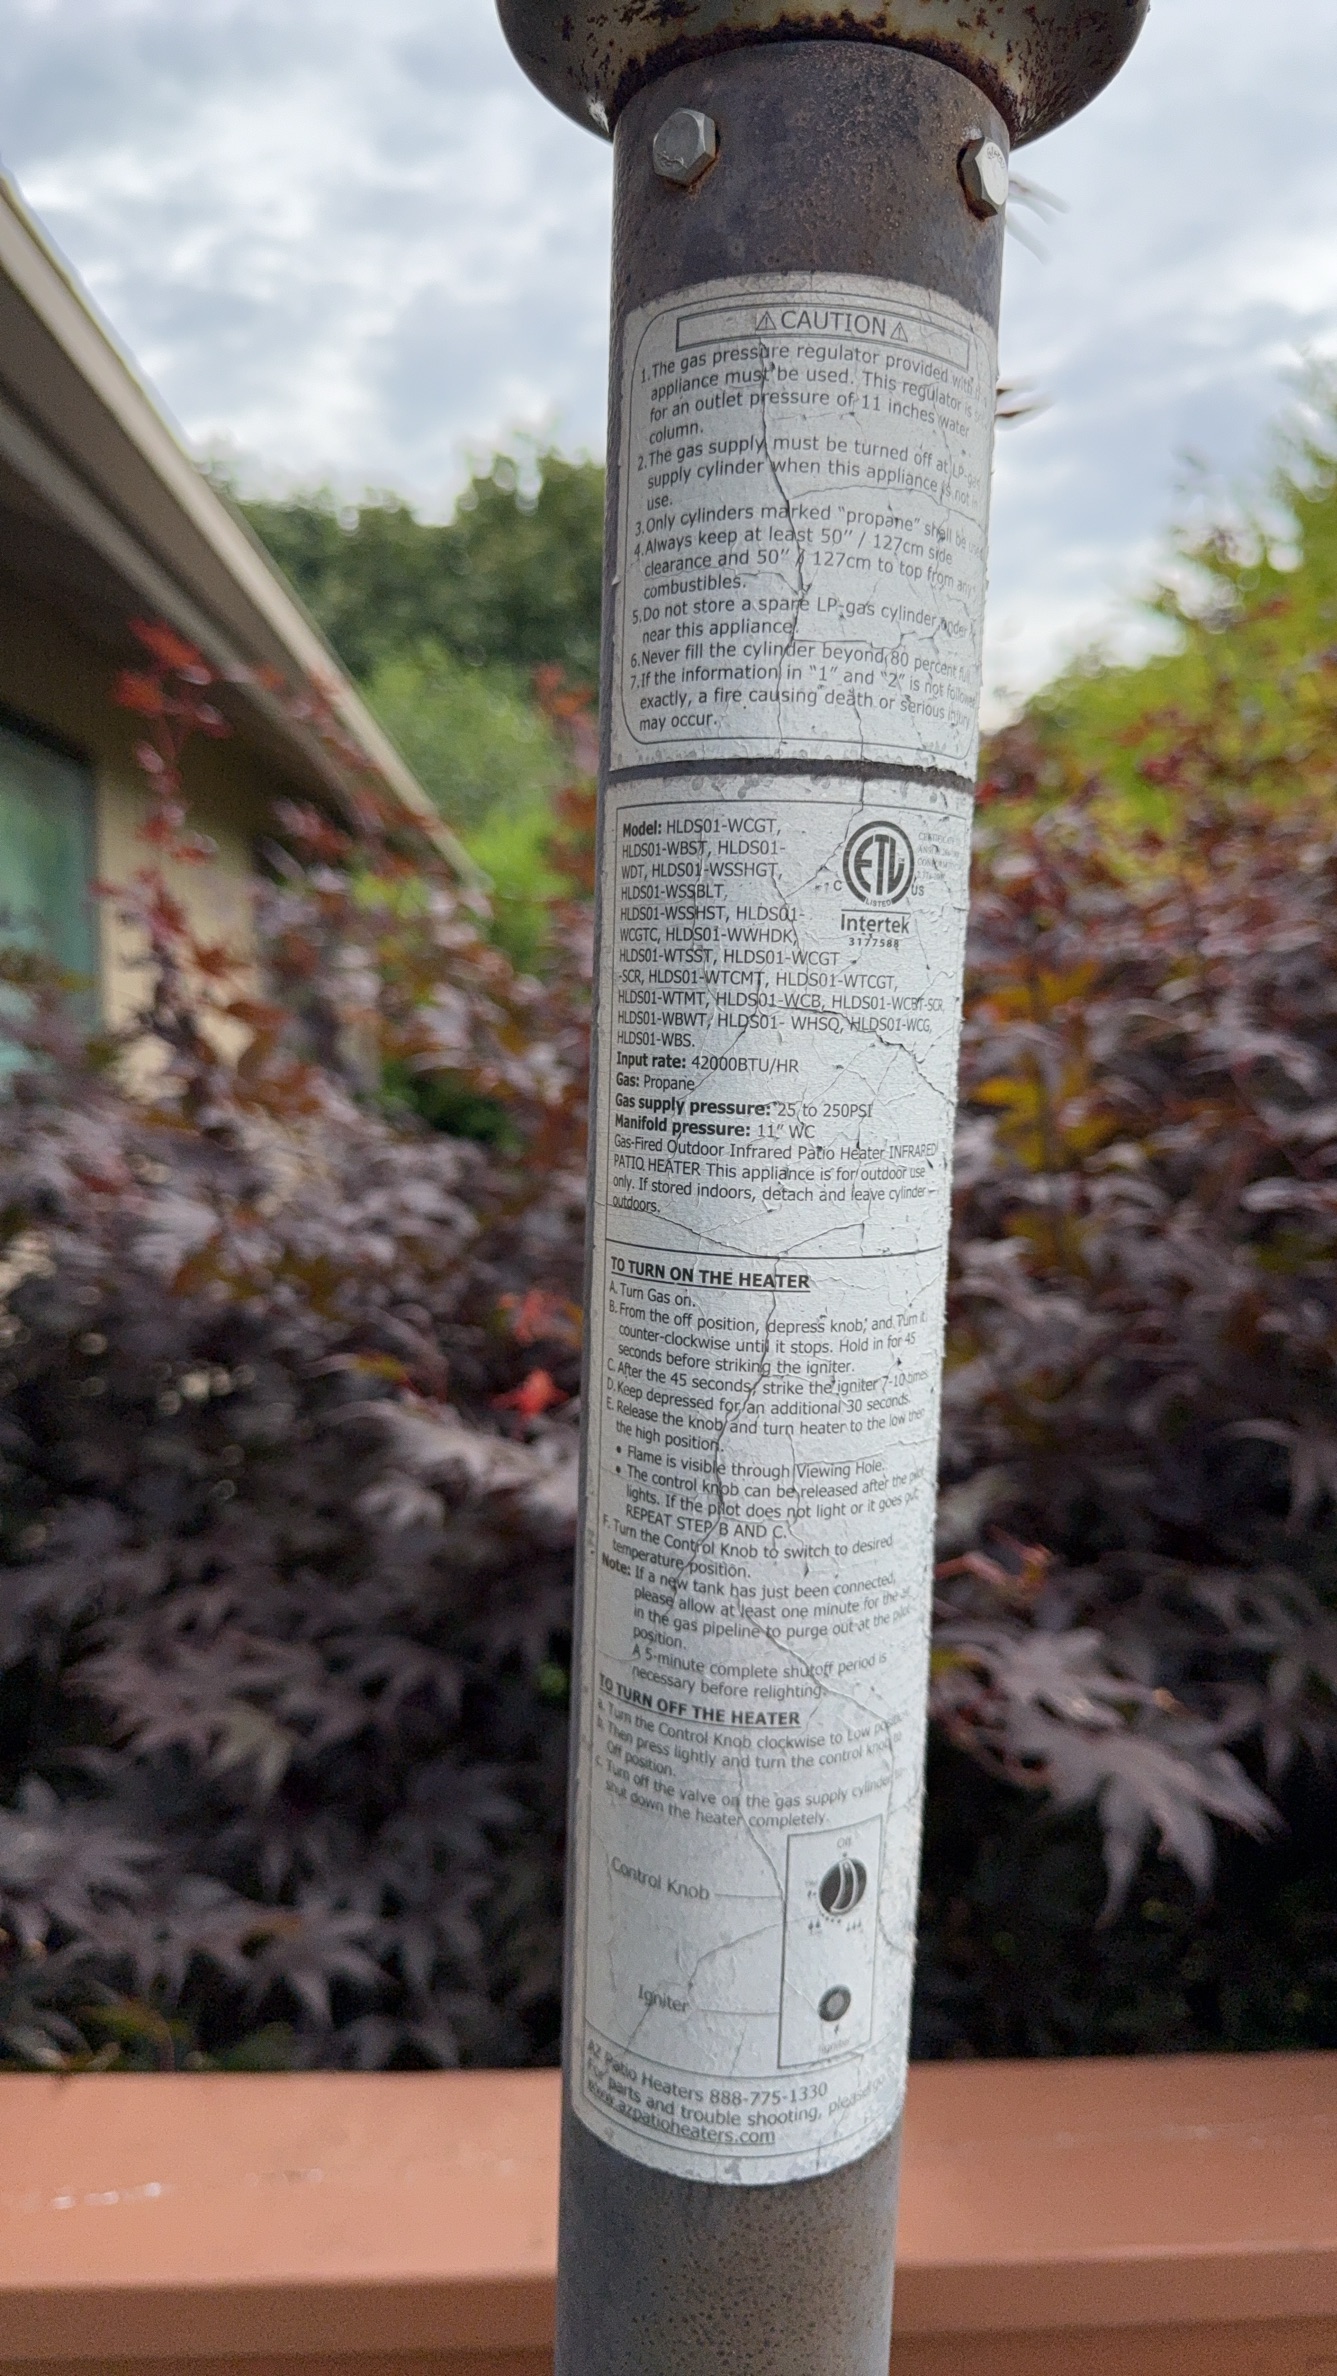 ⚠CAUTION⚠
1.The gas pressure regulator provided with
appliance must be used. This regulator is
for an outlet pressure of 11 inches water
column.
2.The gas supply must be turned off at LP-gas
supply cylinder when this appliance is not in
use.
3.Only cylinders marked "propane" shall be
4.Always keep at least 50" / 127cm side
clearance and 50" / 127cm to top from any
combustibles.
5.Do not store a spare LP-gas cylinder under
near this appliance.
6.Never fill the cylinder beyond 80 percent full.
7.If the information in "1" and "2" is not followed
exactly, a fire causing death or serious injury
may occur.
Model: HLDS01-WCGT,
HLDS01-WBST, HLDS01-
WDT, HLDS01-WSSHGT,
HLDS01-WSSBLT,
HLDS01-WSSHST, HLDS01-
WCGTC, HLDS01-WWHDK,
HLDS01-WTSST, HLDS01-WCGT
-SCR, HLDS01-WTCMT, HLDS01-WTCGT,
HLDS01-WTMT, HLDS01-WCB, HLDS01-WCBT-SCR,
HLDS01-WBWT, HLDS01- WHSQ, HLDS01-WCG,
HLDS01-WBS.
ETL
C US
LISTED
Intertek
3177588
Input rate: 42000BTU/HR
Gas: Propane
Gas supply pressure: 25 to 250PSI
Manifold pressure: 11" WC
Gas-Fired Outdoor Infrared Patio Heater INFRARED
PATIO HEATER This appliance is for outdoor use
only. If stored indoors, detach and leave cylinder
outdoors.
TO TURN ON THE HEATER
A.Turn Gas on.
B.From the off position, depress knob, and Turn it
counter-clockwise until it stops. Hold in for 45
seconds before striking the igniter.
C.After the 45 seconds, strike the igniter 7-10 times
D.Keep depressed for an additional 30 seconds.
E.Release the knob and turn heater to the low then
the high position.
• Flame is visible through Viewing Hole.
• The control knob can be released after the pilot
lights. If the pilot does not light or it goes out,
REPEAT STEP B AND C.
F.Turn the Control Knob to switch to desired
temperature position.
Note: If a new tank has just been connected,
please allow at least one minute for the air
in the gas pipeline to purge out at the pilot
position.
A 5-minute complete shutoff period is
necessary before relighting.
TO TURN OFF THE HEATER
a. Turn the Control Knob clockwise to Low position
b. Then press lightly and turn the control knob to
Off position.
c. Turn off the valve on the gas supply cylinder
shut down the heater completely.
Off
Control Knob
Igniter
AZ Patio Heaters 888-775-1330
For parts and trouble shooting, please go
www.azpatioheaters.com